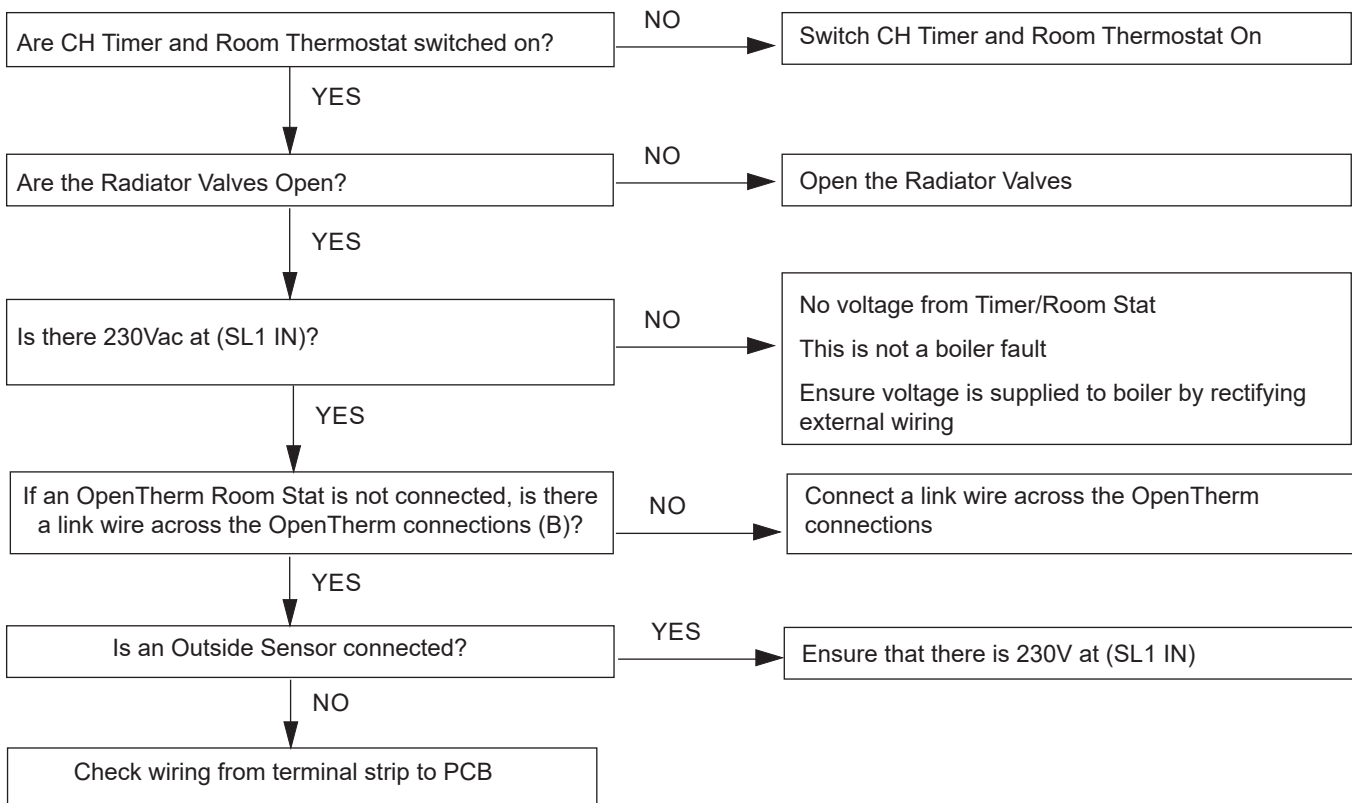 Are CH Timer and Room Thermostat switched on?
NO
Switch CH Timer and Room Thermostat On
YES
Are the Radiator Valves Open?
NO
Open the Radiator Valves
YES
Is there 230Vac at (SL1 IN)?
NO
No voltage from Timer/Room Stat
This is not a boiler fault
Ensure voltage is supplied to boiler by rectifying
external wiring
YES
If an OpenTherm Room Stat is not connected, is there
a link wire across the OpenTherm connections (B)?
NO
Connect a link wire across the OpenTherm
connections
YES
Is an Outside Sensor connected?
YES
Ensure that there is 230V at (SL1 IN)
NO
Check wiring from terminal strip to PCB